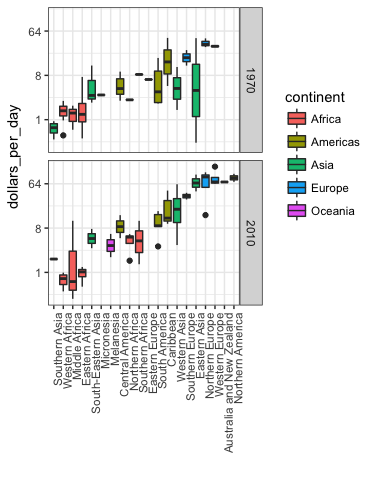 64
8
1
1970
64
8
1
2010
dollars_per_day
Southern Asia
Western Africa
Middle Africa
Eastern Africa
South-Eastern Asia
Micronesia
Melanesia
Central America
Northern Africa
Southern Africa
Eastern Europe
South America
Caribbean
Western Asia
Southern Europe
Eastern Asia
Northern Europe
Western Europe
Australia and New Zealand
Northern America
continent
Africa
Americas
Asia
Europe
Oceania